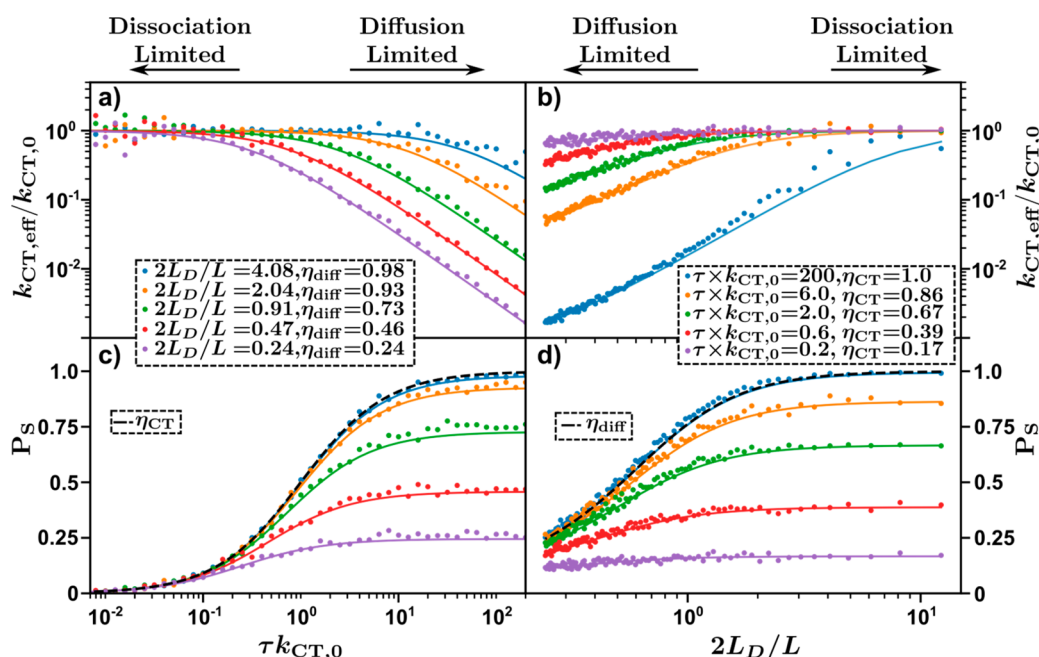 Dissociation
Limited
Diffusion
Limited
Diffusion
Limited
Dissociation
Limited
a)
b)
k_CT,eff/k_CT,0
10^0
10^-1
10^-2
2L_D/L =4.08,η_diff=0.98
2L_D/L =2.04,η_diff=0.93
2L_D/L =0.91,η_diff=0.73
2L_D/L =0.47,η_diff=0.46
2L_D/L =0.24,η_diff=0.24
τ×k_CT,0=200,η_CT=1.0
τ×k_CT,0=6.0, η_CT=0.86
τ×k_CT,0=2.0, η_CT=0.67
τ×k_CT,0=0.6, η_CT=0.39
τ×k_CT,0=0.2, η_CT=0.17
10^0
10^-1
10^-2
k_CT,eff/k_CT,0
c)
d)
P_S
1.0
0.75
0.5
0.25
0
η_CT
η_diff
1.0
0.75
0.5
0.25
0
P_S
10^-2
10^-1
10^0
10^1
10^2
10^0
10^1
τk_CT,0
2L_D/L